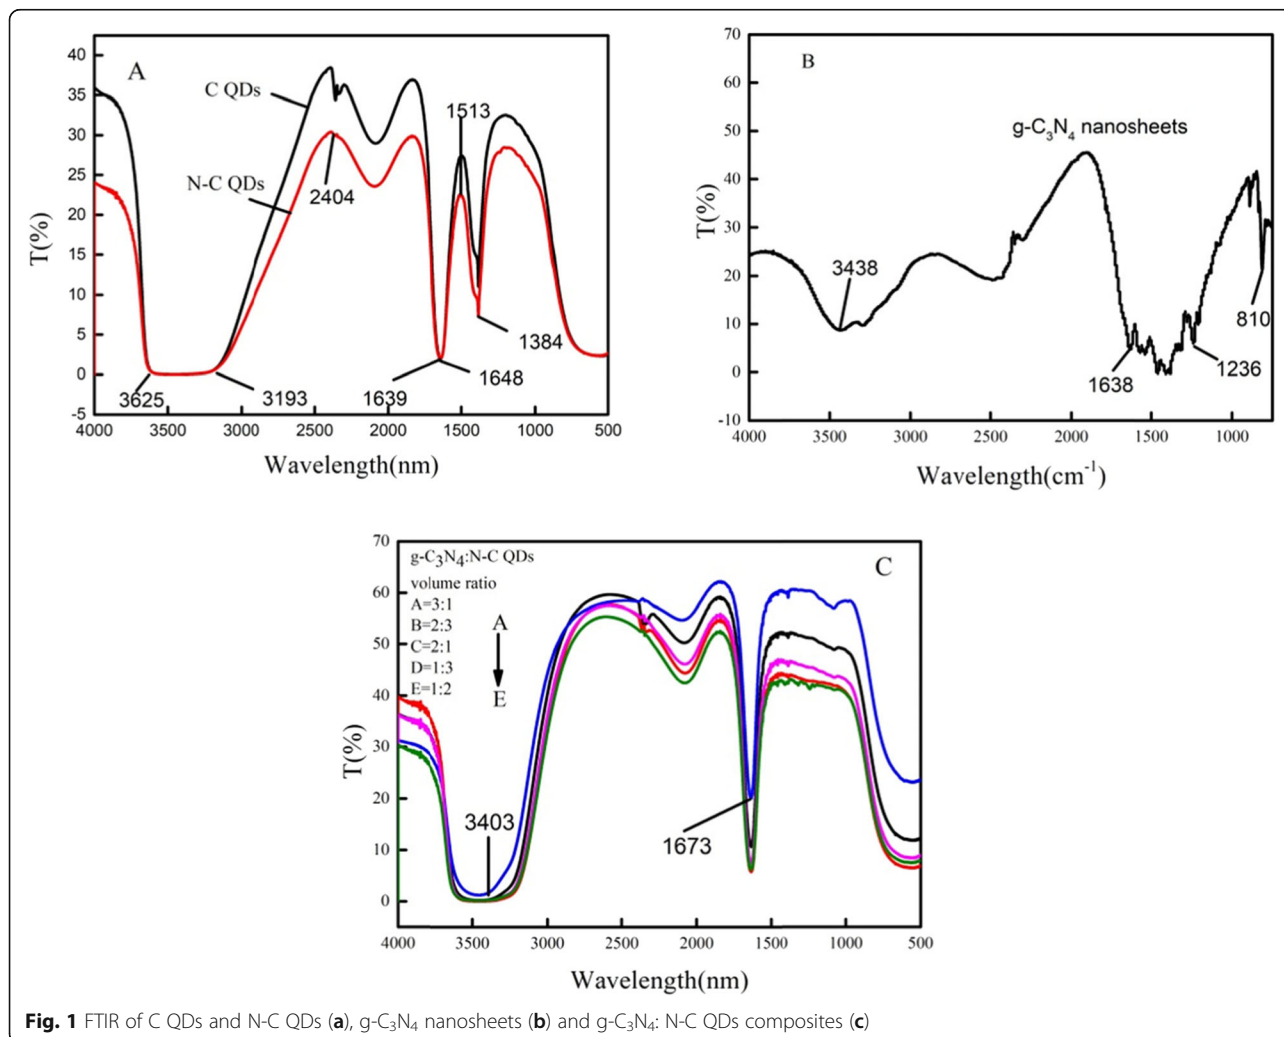 A
C QDs
N-C QDs
2404
1513
1384
1648
1639
3193
3625
T(%)
40
35
30
25
20
15
10
5
0
-5
4000 3500 3000 2500 2000 1500 1000 500
Wavelength(nm)
B
g-C3N4 nanosheets
3438
810
1236
1638
T(%)
70
60
50
40
30
20
10
0
-10
4000 3500 3000 2500 2000 1500 1000
Wavelength(cm-1)
C
g-C3N4:N-C QDs
volume ratio
A=3:1
B=2:3
C=2:1
D=1:3
E=1:2
A
E
3403
1673
T(%)
70
60
50
40
30
20
10
0
4000 3500 3000 2500 2000 1500 1000 500
Wavelength(nm)
Fig. 1 FTIR of C QDs and N-C QDs (a), g-C3N4 nanosheets (b) and g-C3N4: N-C QDs composites (c)